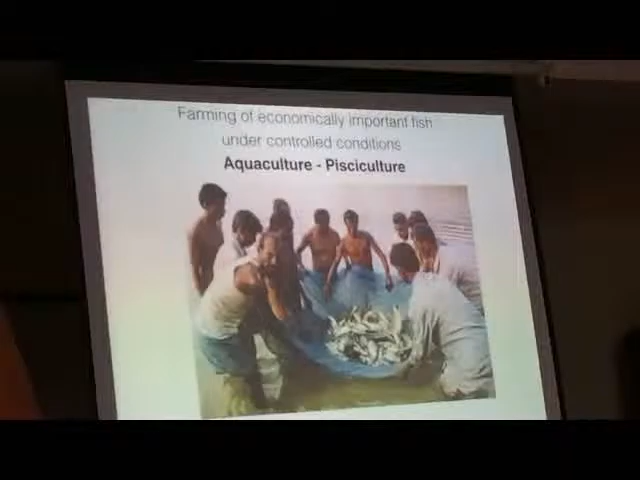 Farming of economically important fish
under controlled conditions
Aquaculture - Pisciculture